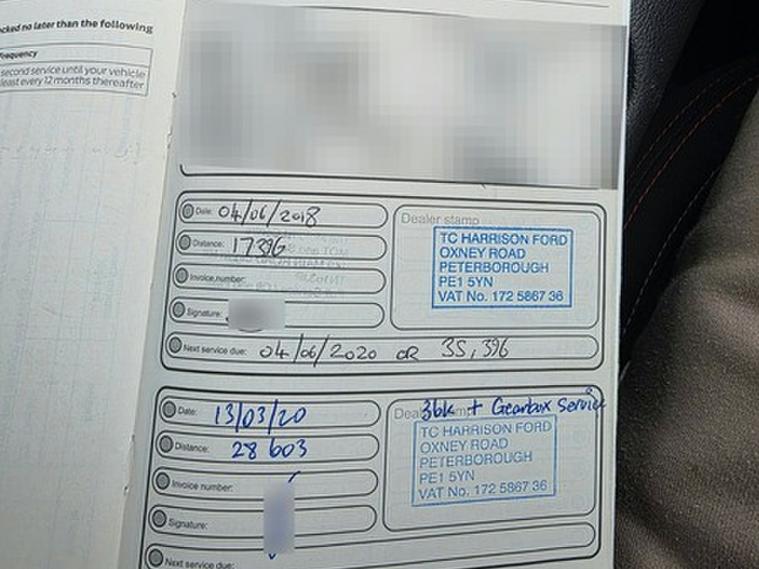 cked no later than the following
Frequency
second service until your vehicle
least every 12 months thereafter
Date: 04/06/2018
Distance: 17396
Invoice number:
Signature:
Dealer stamp
TC HARRISON FORD
OXNEY ROAD
PETERBOROUGH
PE1 5YN
VAT No. 172 5867 36
Next service due: 04/06/2020 OR 35,396
Date: 13/03/20
Distance: 28 603
Invoice number:
Signature:
Dealer stamp
36k + Gearbox Service
TC HARRISON FORD
OXNEY ROAD
PETERBOROUGH
PE1 5YN
VAT No. 172 5867 36
Next service due: